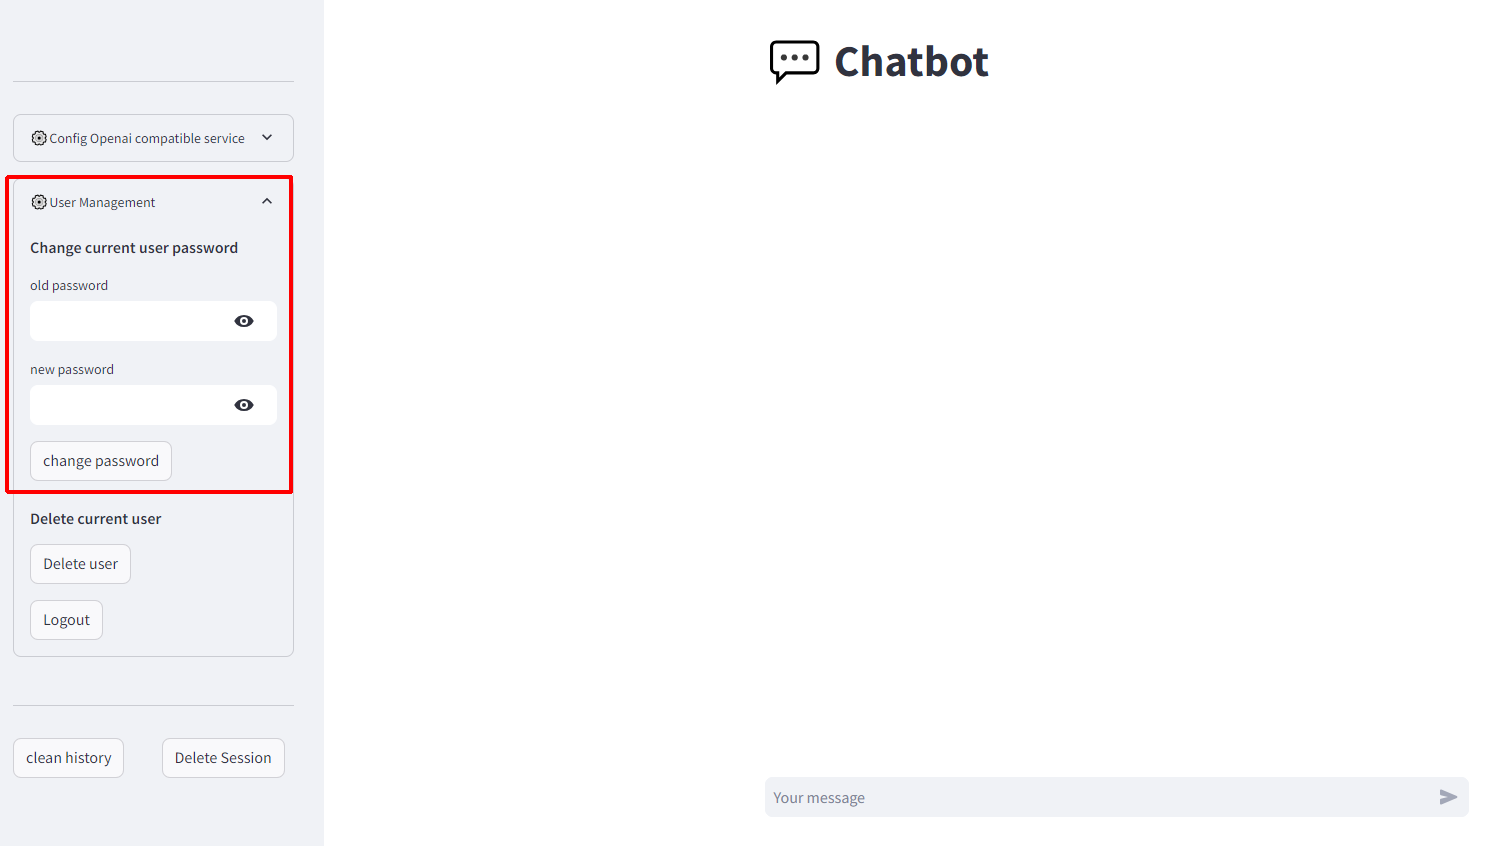 Chatbot
Config Openai compatible service
User Management
Change current user password
old password
new password
change password
Delete current user
Delete user
Logout
clean history
Delete Session
Your message